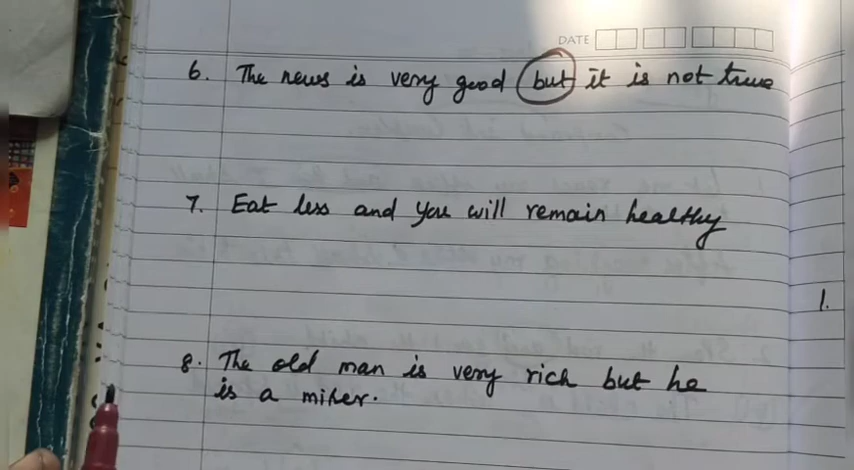 DATE
6. The news is very good but it is not true
7. Eat less and you will remain healthy
1.
8. The old man is very rich but he
is a miser.